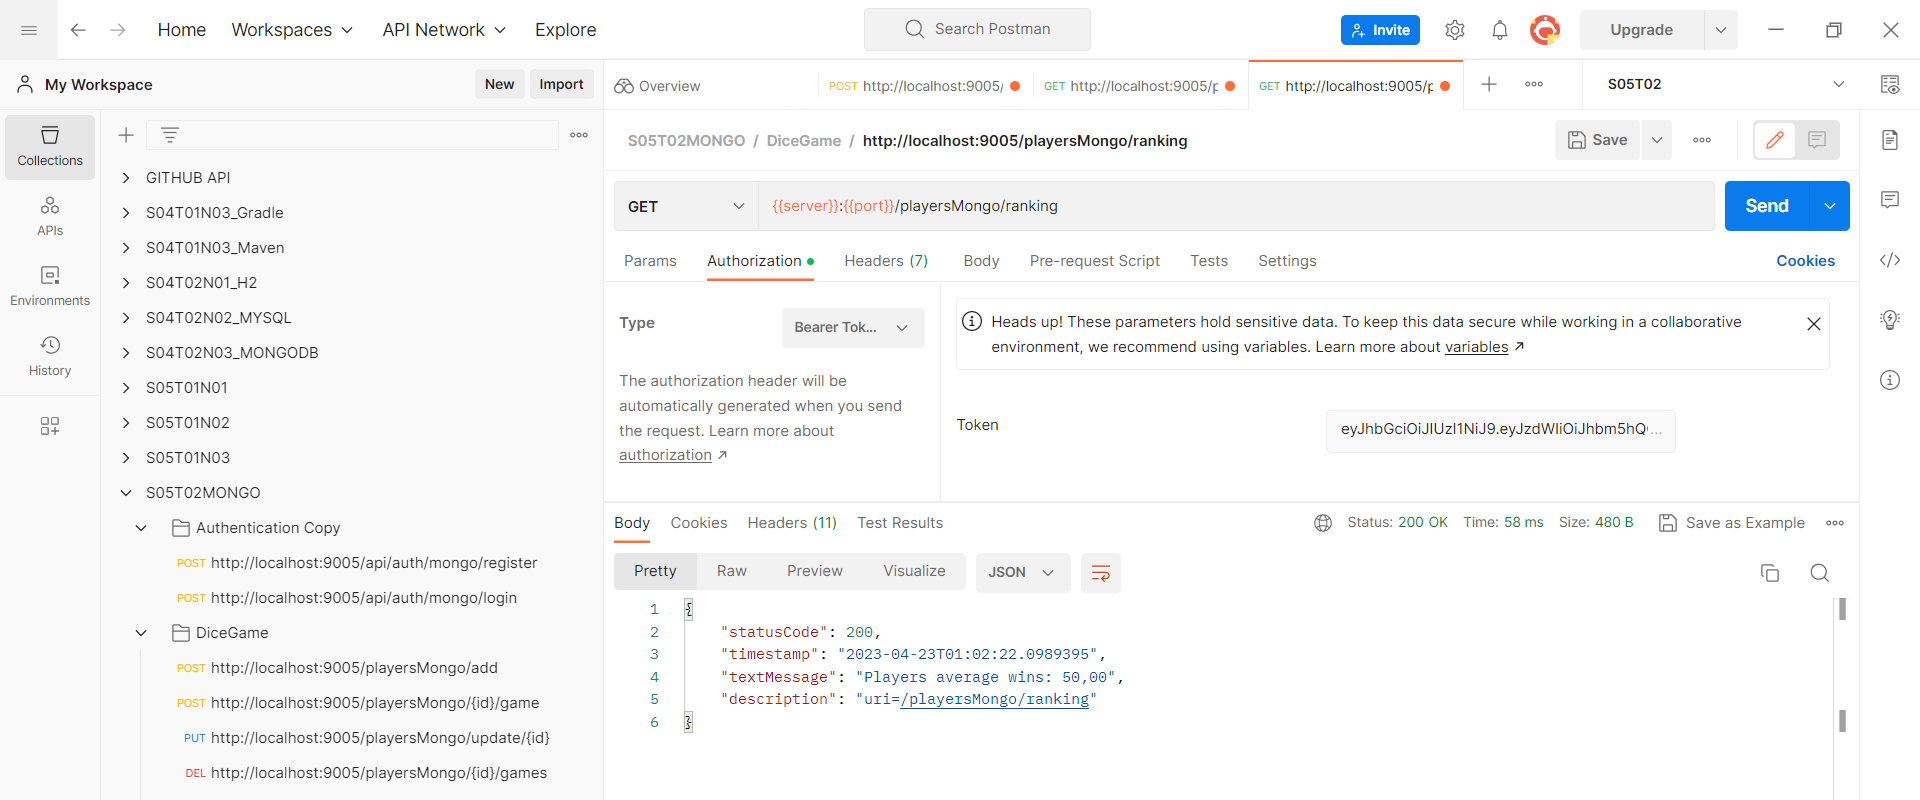 Home Workspaces API Network Explore Search Postman Invite Upgrade
My Workspace New Import
Overview POST http://localhost:9005/ GET http://localhost:9005/p GET http://localhost:9005/p S05T02
Collections
APIs
Environments
History
GITHUB API
S04T01N03_Gradle
S04T01N03_Maven
S04T02N01_H2
S04T02N02_MYSQL
S04T02N03_MONGODB
S05T01N01
S05T01N02
S05T01N03
S05T02MONGO
Authentication Copy
POST http://localhost:9005/api/auth/mongo/register
POST http://localhost:9005/api/auth/mongo/login
DiceGame
POST http://localhost:9005/playersMongo/add
POST http://localhost:9005/playersMongo/{id}/game
PUT http://localhost:9005/playersMongo/update/{id}
DEL http://localhost:9005/playersMongo/{id}/games
S05T02MONGO / DiceGame / http://localhost:9005/playersMongo/ranking Save
GET {{server}}:{{port}}/playersMongo/ranking Send
Params Authorization Headers (7) Body Pre-request Script Tests Settings Cookies
Type Bearer Tok...
The authorization header will be
automatically generated when you send
the request. Learn more about
authorization ↗
Heads up! These parameters hold sensitive data. To keep this data secure while working in a collaborative
environment, we recommend using variables. Learn more about variables ↗
Token eyJhbGciOiJIUzI1NiJ9.eyJzdWIiOiJhbm5hQ...
Body Cookies Headers (11) Test Results Status: 200 OK Time: 58 ms Size: 480 B Save as Example
Pretty Raw Preview Visualize JSON
1 {
2 "statusCode": 200,
3 "timestamp": "2023-04-23T01:02:22.0989395",
4 "textMessage": "Players average wins: 50,00",
5 "description": "uri=/playersMongo/ranking"
6 }